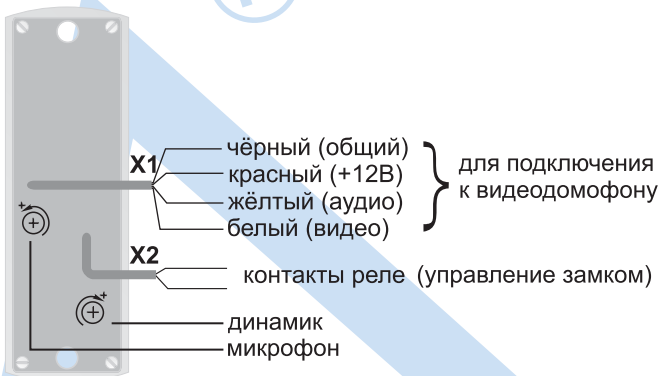 X1
чёрный (общий)
красный (+12В)
жёлтый (аудио)
белый (видео)
для подключения
к видеодомофону
X2
контакты реле (управление замком)
динамик
микрофон